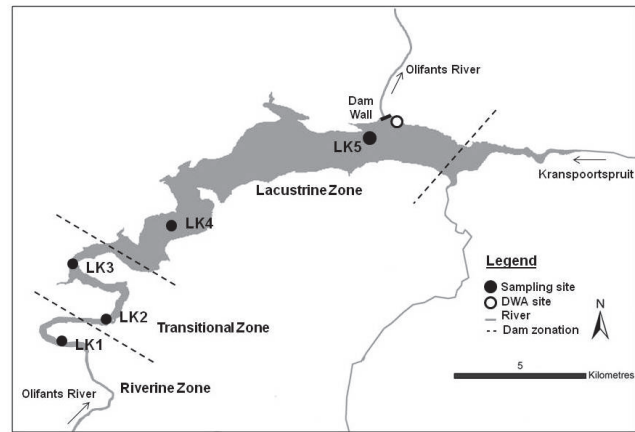 Olifants River
Dam
Wall
LK5
Kranspoortspruit
Lacustrine Zone
LK4
LK3
LK2
Transitional Zone
LK1
Riverine Zone
Olifants River
Legend
Sampling site
DWA site
River
Dam zonation
N
5
Kilometres